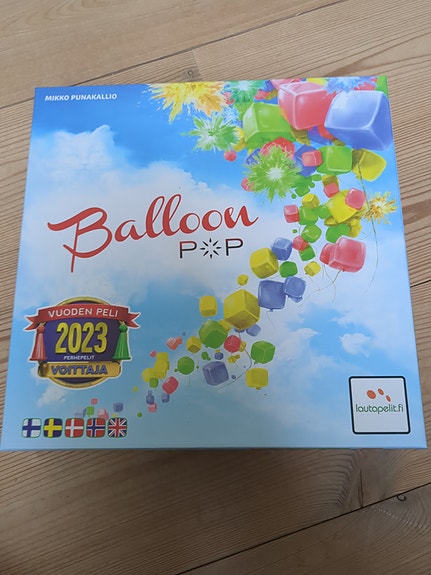 MIKKO PUNAKALLIO
Balloon
POP
VUODEN PELI
2023
PERHEPELIT
VOITTAJA
lautapelit.fi